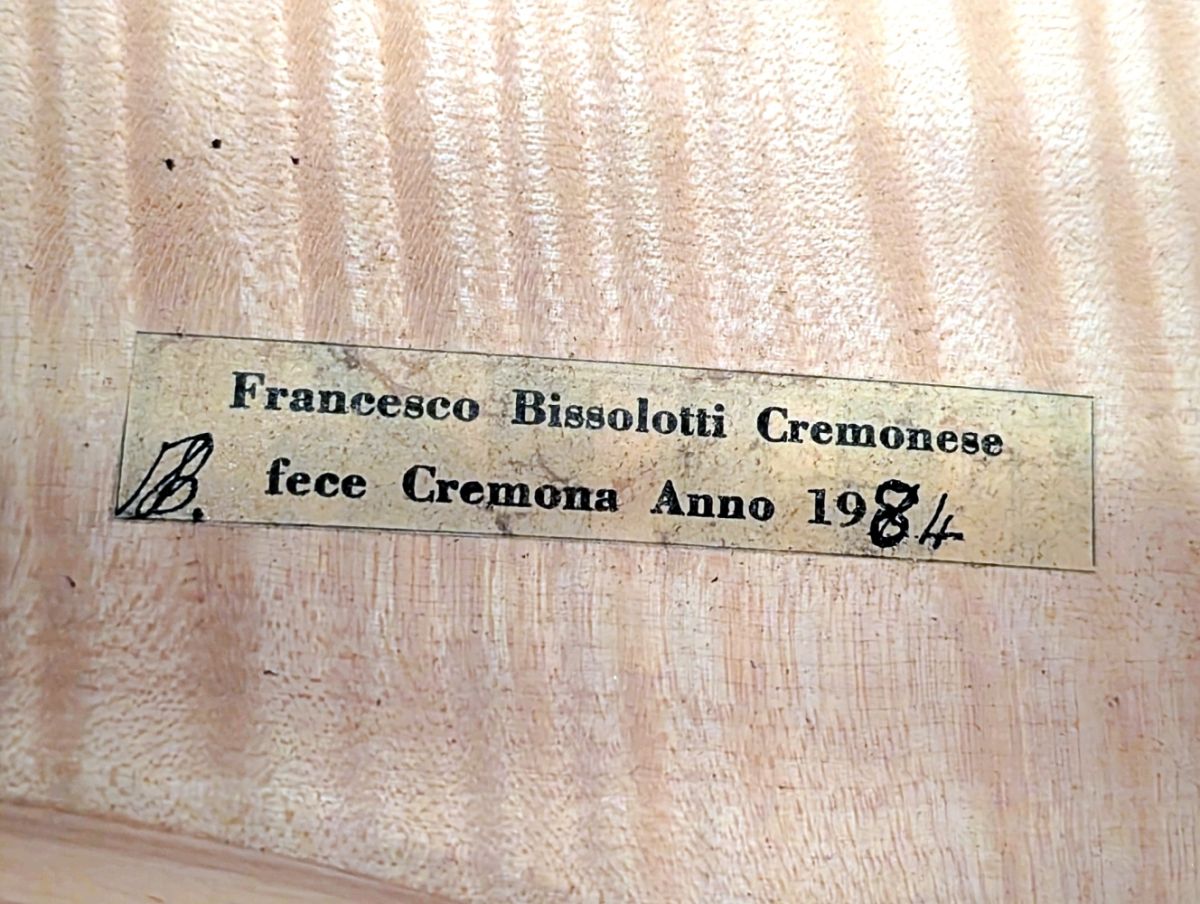 Francesco Bissolotti Cremonese
fece Cremona Anno 1984